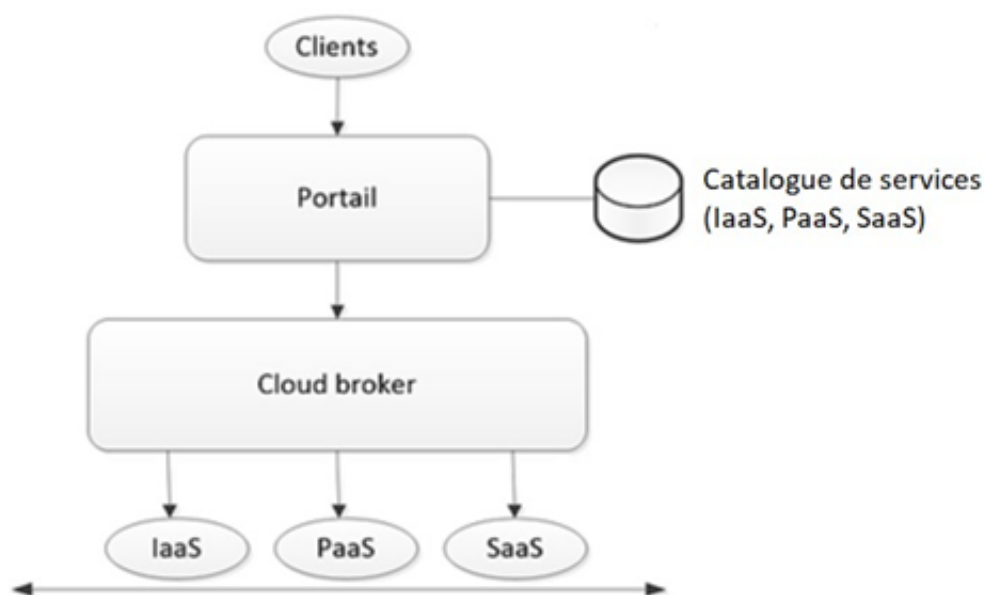 Clients
Portail
Catalogue de services
(IaaS, PaaS, SaaS)
Cloud broker
IaaS
PaaS
SaaS